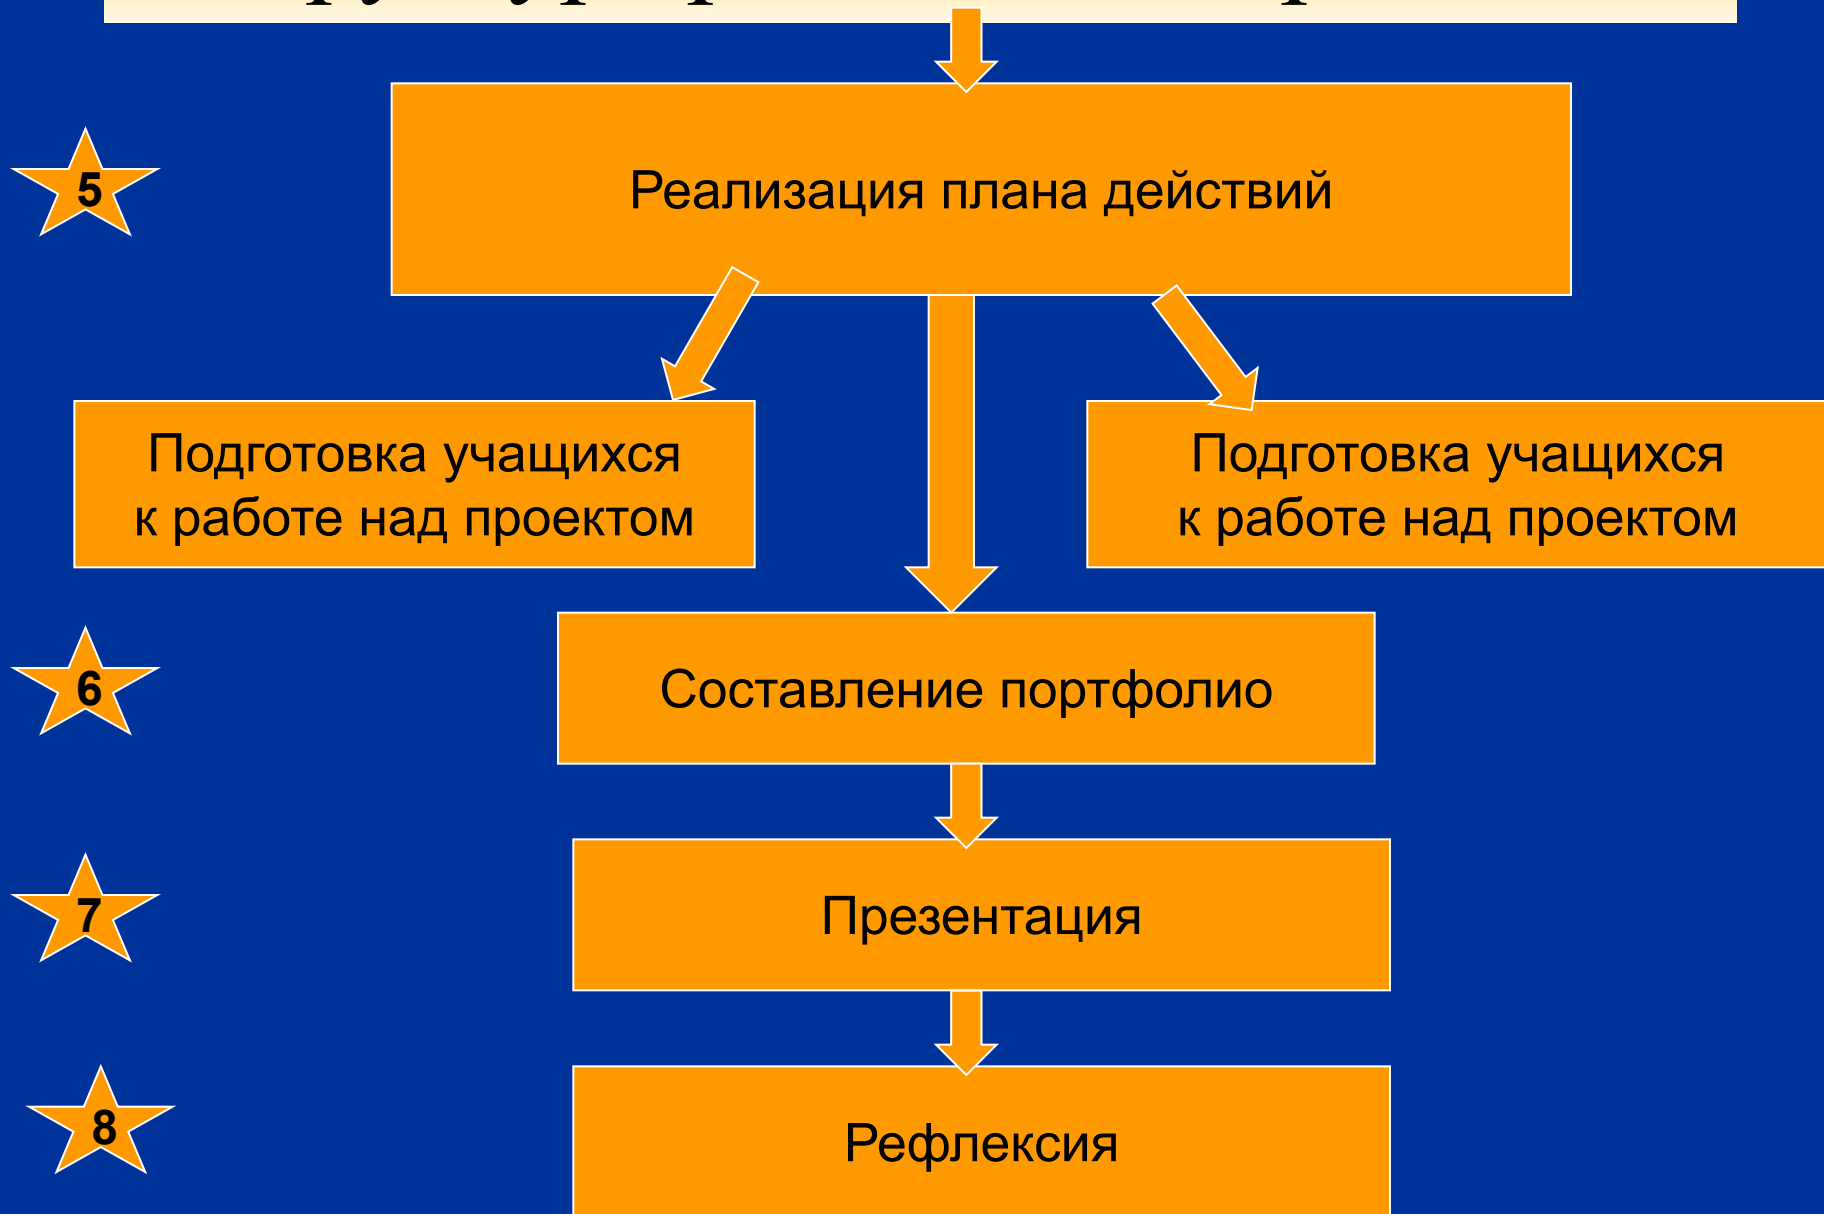 5
Реализация плана действий
Подготовка учащихся
к работе над проектом
Подготовка учащихся
к работе над проектом
6
Составление портфолио
7
Презентация
8
Рефлексия